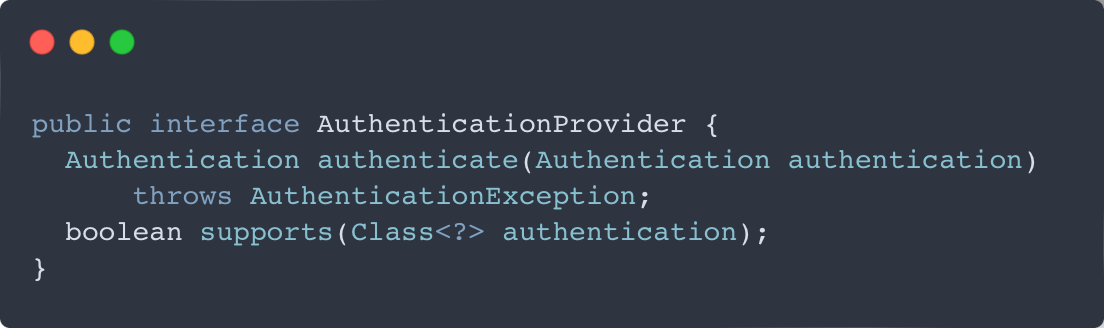 public interface AuthenticationProvider {
  Authentication authenticate(Authentication authentication)
      throws AuthenticationException;
  boolean supports(Class<?> authentication);
}